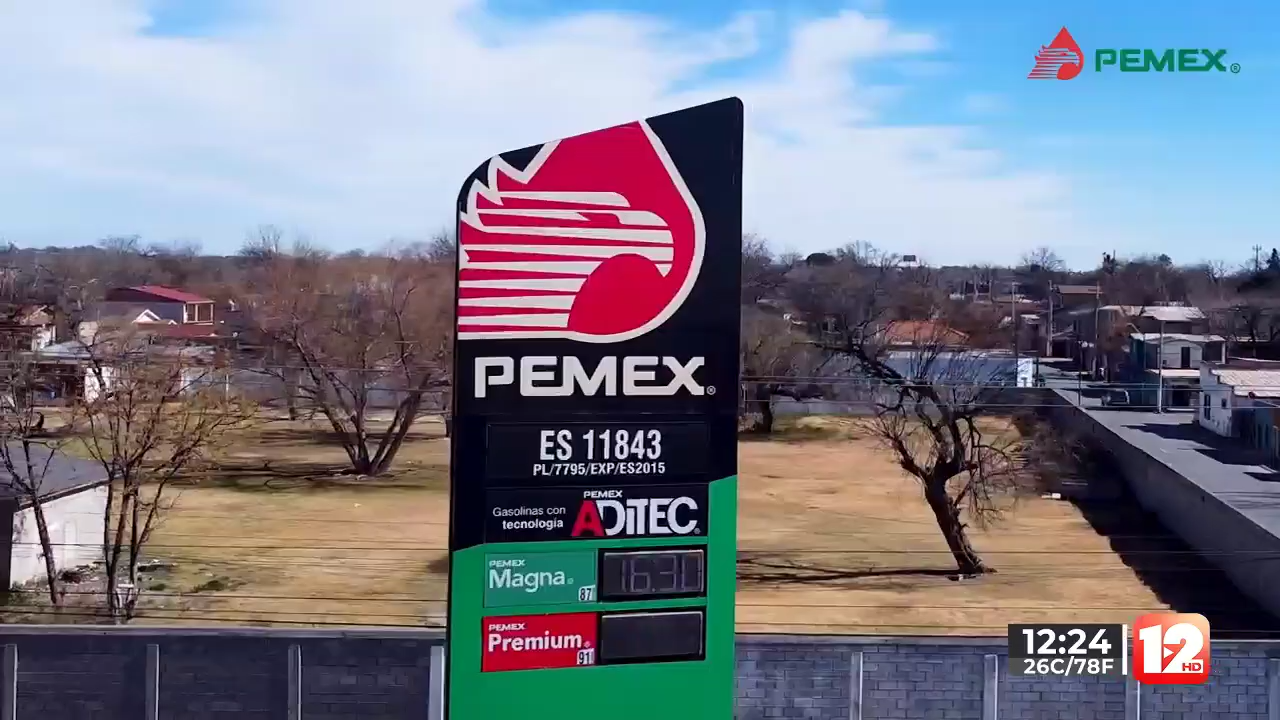 PEMEX®
PEMEX®
ES 11843
PL/7795/EXP/ES2015
Gasolinas con
tecnología
PEMEX
ADITEC®
PEMEX
Magna® 87
16.30
PEMEX
Premium® 91
12:24
26C/78F
12 HD